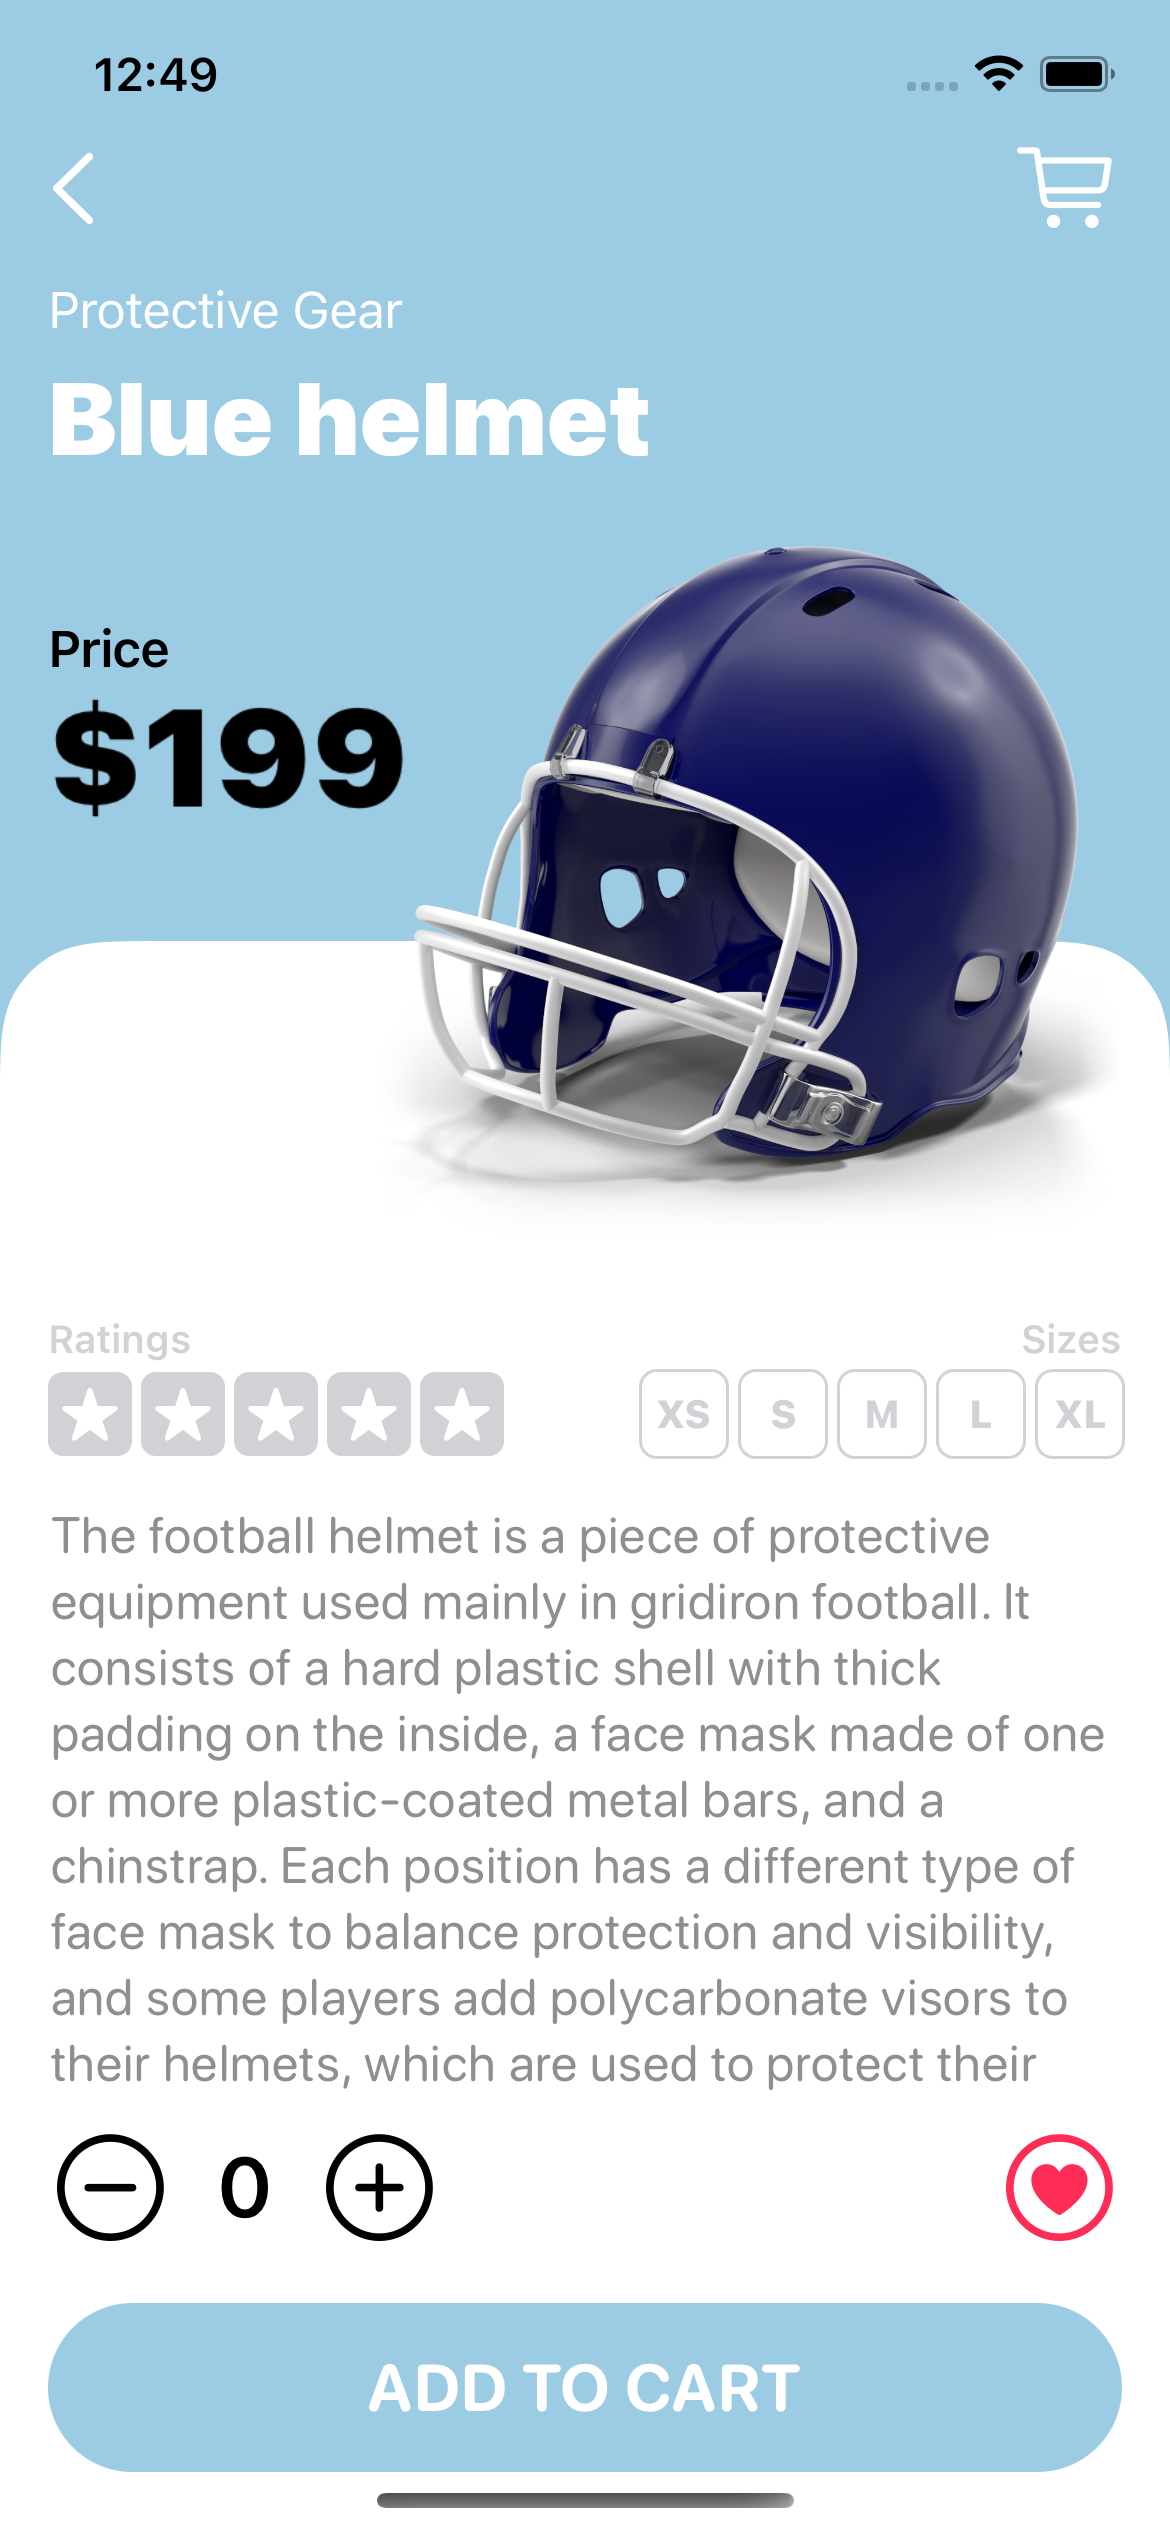 12:49
Protective Gear
Blue helmet
Price
$199
Ratings
Sizes
XS S M L XL
The football helmet is a piece of protective
equipment used mainly in gridiron football. It
consists of a hard plastic shell with thick
padding on the inside, a face mask made of one
or more plastic-coated metal bars, and a
chinstrap. Each position has a different type of
face mask to balance protection and visibility,
and some players add polycarbonate visors to
their helmets, which are used to protect their
0
ADD TO CART